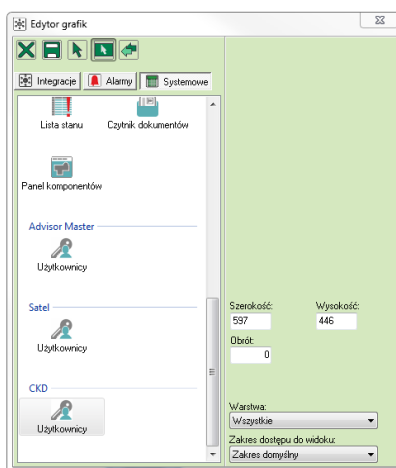 Edytor grafik
Integracje Alarmy Systemowe
Lista stanu Czytnik dokumentów
Panel komponentów
Advisor Master
Użytkownicy
Satel
Szerokość: Wysokość:
597 446
Użytkownicy
Obrót:
0
CKD
Użytkownicy
Warstwa:
Wszystkie
Zakres dostępu do widoku:
Zakres domyślny